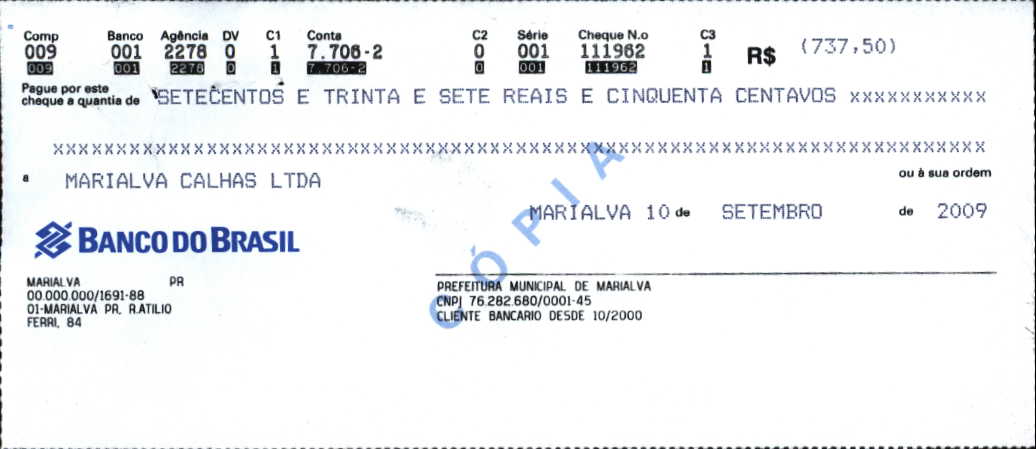 Comp Banco Agência DV C1 Conta C2 Série Cheque N.o C3
009 001 2278 0 1 7.706-2 0 001 111962 1 R$ (737,50)
009 001 2278 0 1 7.706-2 0 001 111962 1
Pague por este
cheque a quantia de SETECENTOS E TRINTA E SETE REAIS E CINQUENTA CENTAVOS xxxxxxxxxxx
xxxxxxxxxxxxxxxxxxxxxxxxxxxxxxxxxxxxxxxxxxxxxxxxxxxxxxxxxxxxxxxxxxxxxxxxxxx
a MARIALVA CALHAS LTDA ou à sua ordem
MARIALVA 10 de SETEMBRO de 2009
BANCO DO BRASIL
CÓPIA
MARIALVA PR
00.000.000/1691-88
01-MARIALVA PR. R.ATILIO
FERRI, 84
PREFEITURA MUNICIPAL DE MARIALVA
CNPJ 76.282.680/0001-45
CLIENTE BANCARIO DESDE 10/2000